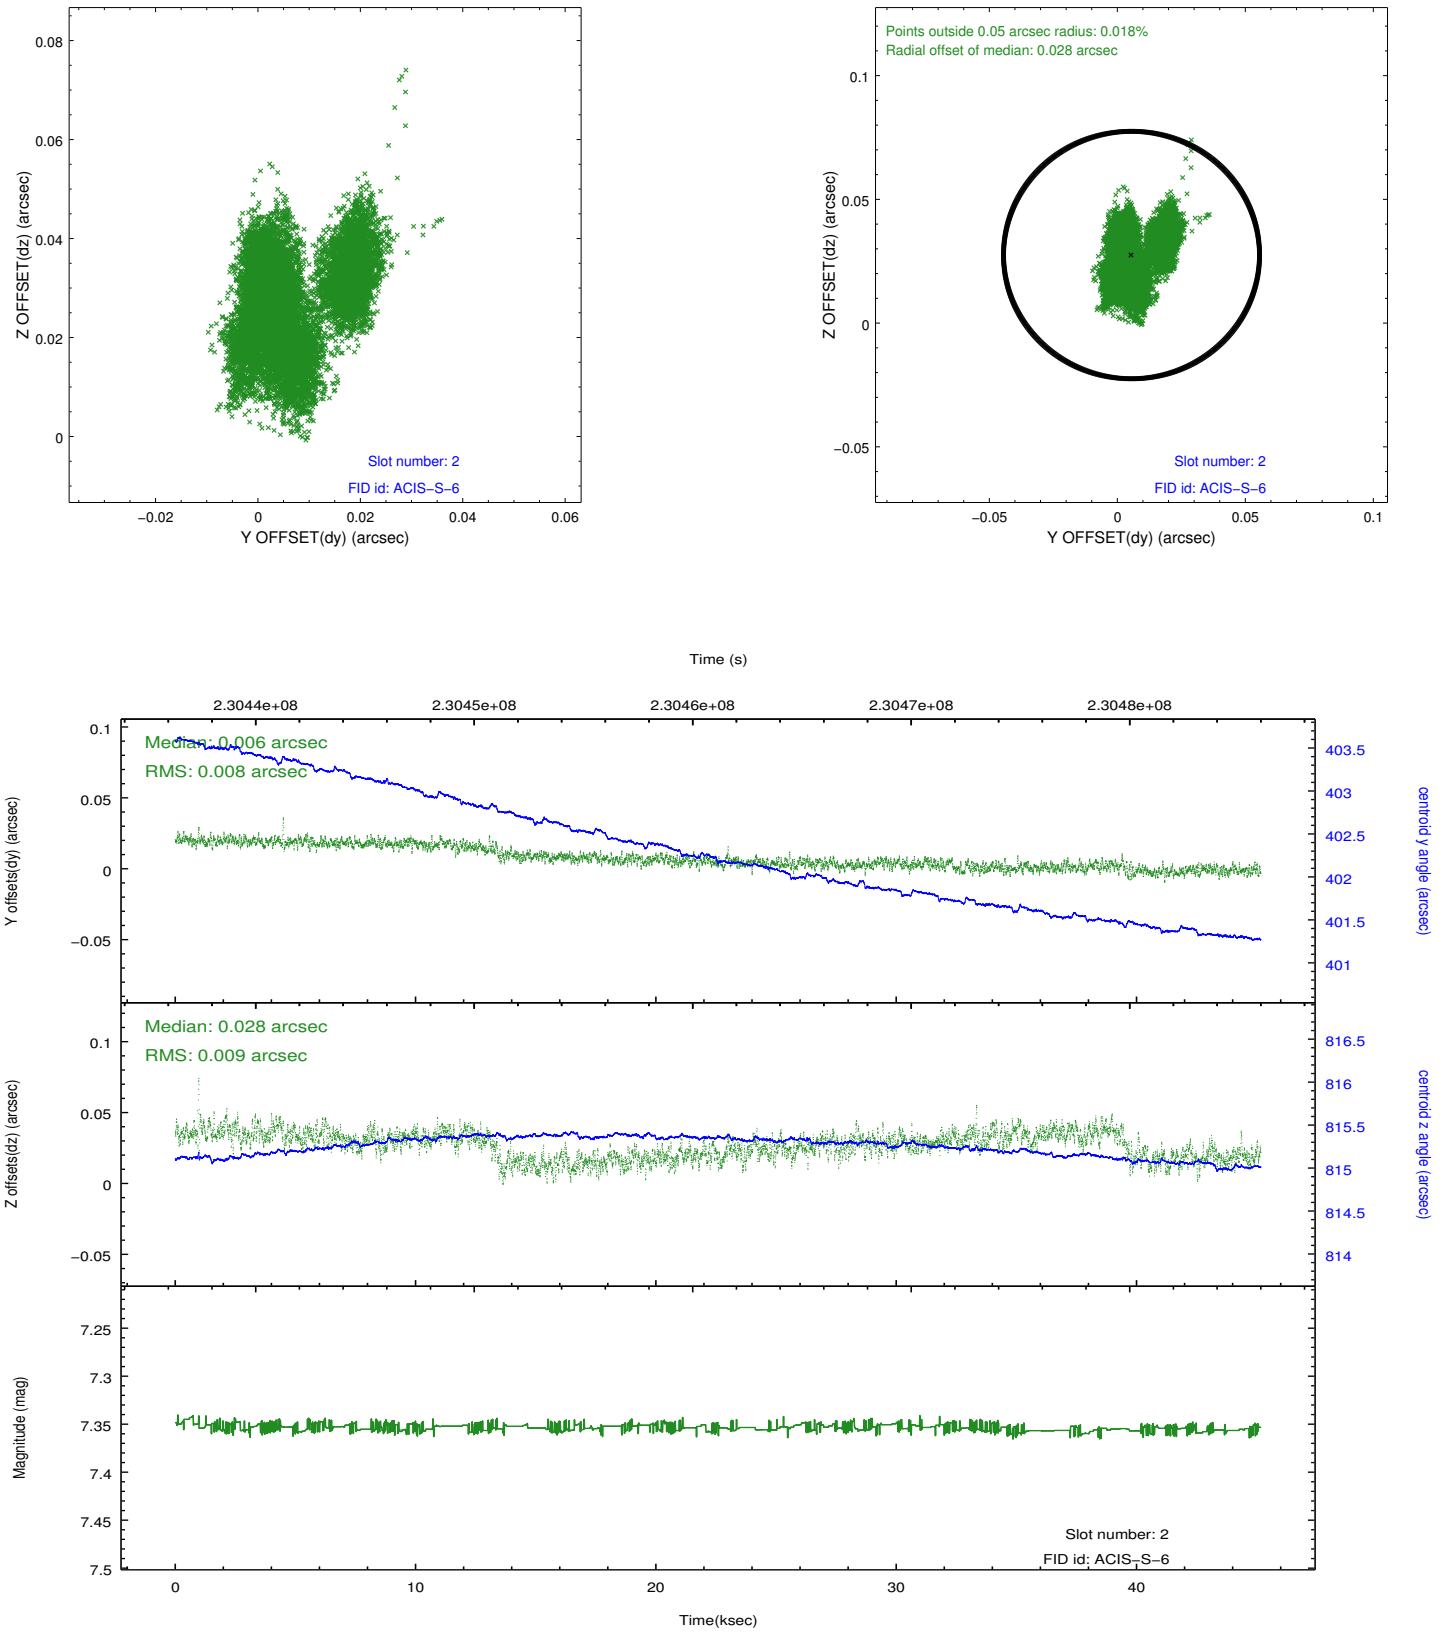 0.08
0.06
0.04
0.02
0
Z OFFSET(dz) (arcsec)
Slot number: 2
FID id: ACIS−S−6
−0.02 0 0.02 0.04 0.06
Y OFFSET(dy) (arcsec)
Points outside 0.05 arcsec radius: 0.018%
Radial offset of median: 0.028 arcsec
0.1
0.05
0
−0.05
Z OFFSET(dz) (arcsec)
Slot number: 2
FID id: ACIS−S−6
−0.05 0 0.05 0.1
Y OFFSET(dy) (arcsec)
Time (s)
2.3044e+08 2.3045e+08 2.3046e+08 2.3047e+08 2.3048e+08
Median: 0.006 arcsec
RMS: 0.008 arcsec
0.1
0.05
0
−0.05
Y offsets(dy) (arcsec)
403.5
403
402.5
402
401.5
401
centroid y angle (arcsec)
Median: 0.028 arcsec
RMS: 0.009 arcsec
0.1
0.05
0
−0.05
Z offsets(dz) (arcsec)
816.5
816
815.5
815
814.5
814
centroid z angle (arcsec)
7.25
7.3
7.35
7.4
7.45
7.5
Magnitude (mag)
Slot number: 2
FID id: ACIS−S−6
0 10 20 30 40
Time(ksec)